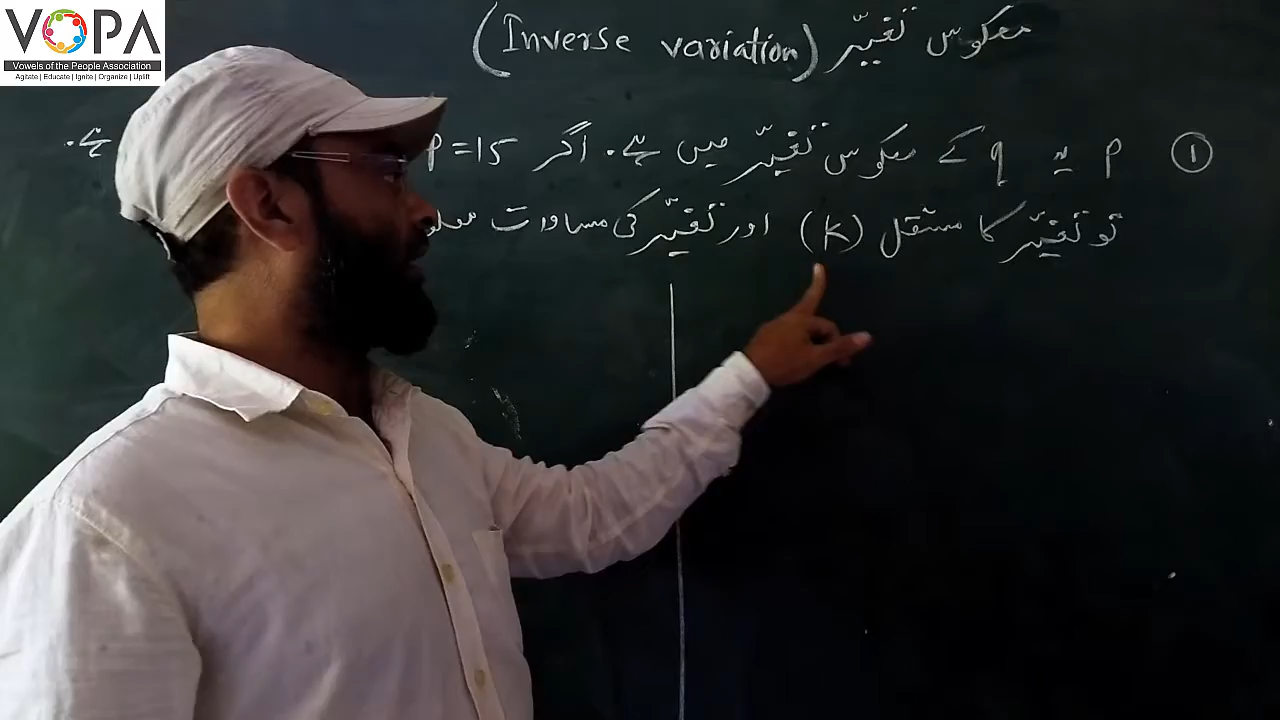 VOPA
Vowels of the People Association
Agitate | Educate | Ignite | Organize | Uplift
معکوس تغیّر (Inverse variation)
① p یہ q کے معکوس تغیّر میں ہے۔ اگر p = 15 ہے۔
تو تغیّر کا مستقل (k) اور تغیّر کی مساوات